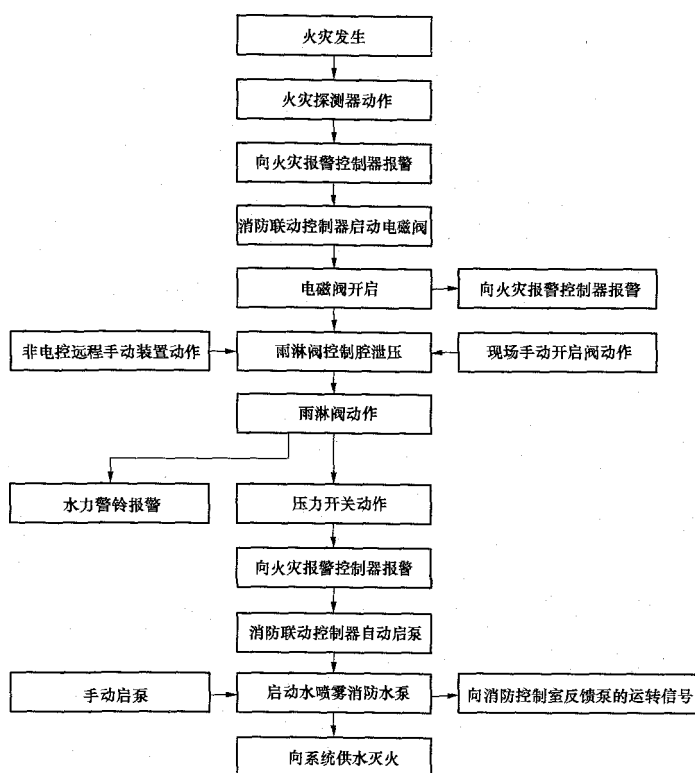 火灾发生
火灾探测器动作
向火灾报警控制器报警
消防联动控制器启动电磁阀
电磁阀开启
向火灾报警控制器报警
非电控远程手动装置动作
雨淋阀控制腔泄压
现场手动开启阀动作
雨淋阀动作
水力警铃报警
压力开关动作
向火灾报警控制器报警
消防联动控制器自动启泵
手动启泵
启动水喷雾消防水泵
向消防控制室反馈泵的运转信号
向系统供水灭火